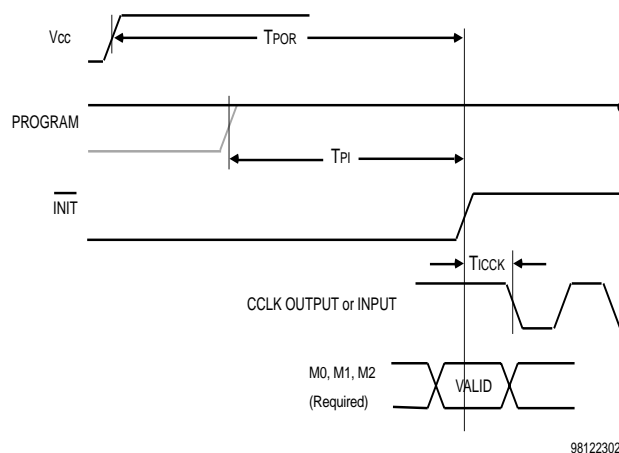 Vcc
TPOR
PROGRAM
TPI
INIT
TICCK
CCLK OUTPUT or INPUT
M0, M1, M2
(Required)
VALID
98122302